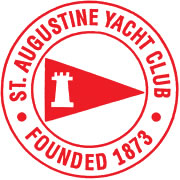 ST. AUGUSTINE YACHT CLUB
FOUNDED 1873